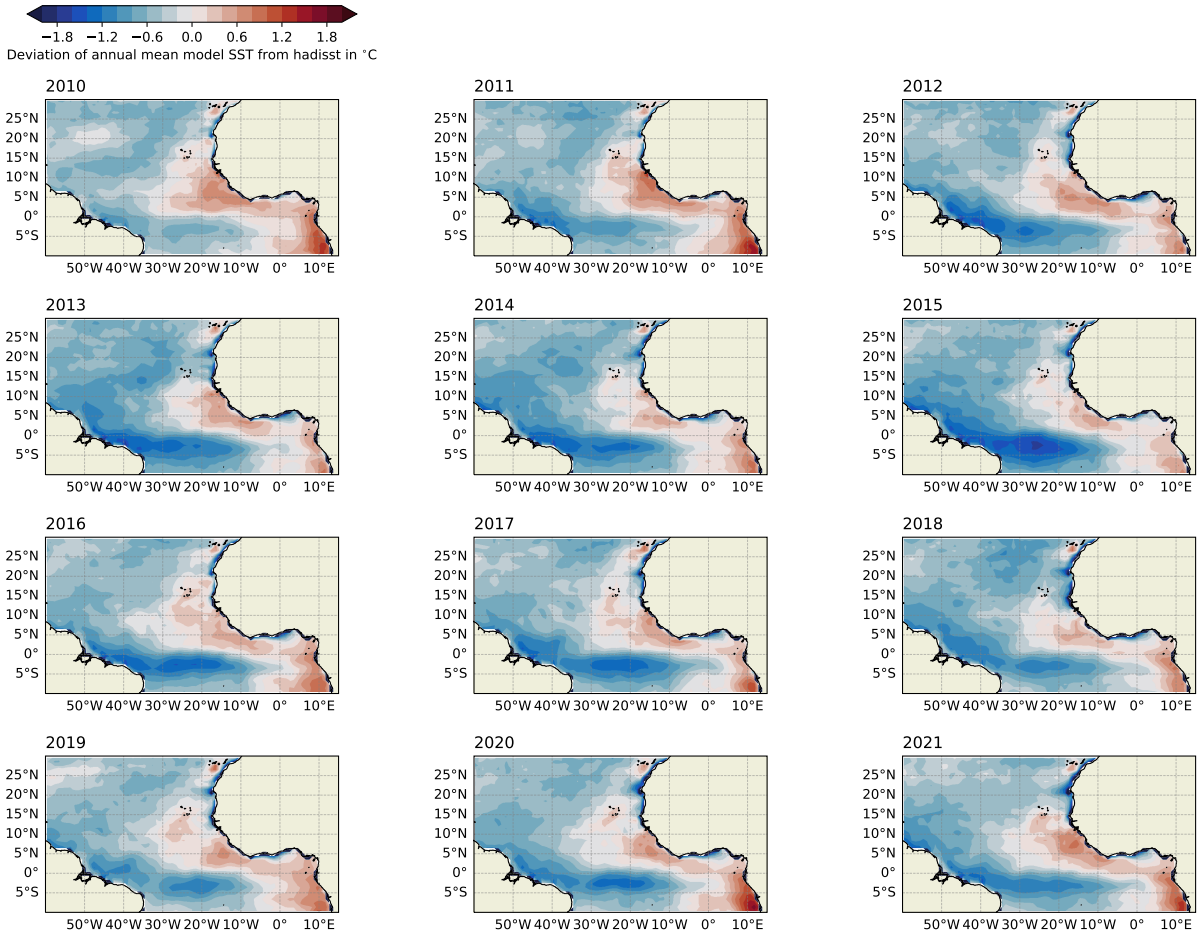 −1.8 −1.2 −0.6 0.0 0.6 1.2 1.8
Deviation of annual mean model SST from hadisst in °C
2010 2011 2012
25°N 25°N 25°N
20°N 20°N 20°N
15°N 15°N 15°N
10°N 10°N 10°N
5°N 5°N 5°N
0° 0° 0°
5°S 5°S 5°S
50°W 40°W 30°W 20°W 10°W 0° 10°E 50°W 40°W 30°W 20°W 10°W 0° 10°E 50°W 40°W 30°W 20°W 10°W 0° 10°E
2013 2014 2015
25°N 25°N 25°N
20°N 20°N 20°N
15°N 15°N 15°N
10°N 10°N 10°N
5°N 5°N 5°N
0° 0° 0°
5°S 5°S 5°S
50°W 40°W 30°W 20°W 10°W 0° 10°E 50°W 40°W 30°W 20°W 10°W 0° 10°E 50°W 40°W 30°W 20°W 10°W 0° 10°E
2016 2017 2018
25°N 25°N 25°N
20°N 20°N 20°N
15°N 15°N 15°N
10°N 10°N 10°N
5°N 5°N 5°N
0° 0° 0°
5°S 5°S 5°S
50°W 40°W 30°W 20°W 10°W 0° 10°E 50°W 40°W 30°W 20°W 10°W 0° 10°E 50°W 40°W 30°W 20°W 10°W 0° 10°E
2019 2020 2021
25°N 25°N 25°N
20°N 20°N 20°N
15°N 15°N 15°N
10°N 10°N 10°N
5°N 5°N 5°N
0° 0° 0°
5°S 5°S 5°S
50°W 40°W 30°W 20°W 10°W 0° 10°E 50°W 40°W 30°W 20°W 10°W 0° 10°E 50°W 40°W 30°W 20°W 10°W 0° 10°E